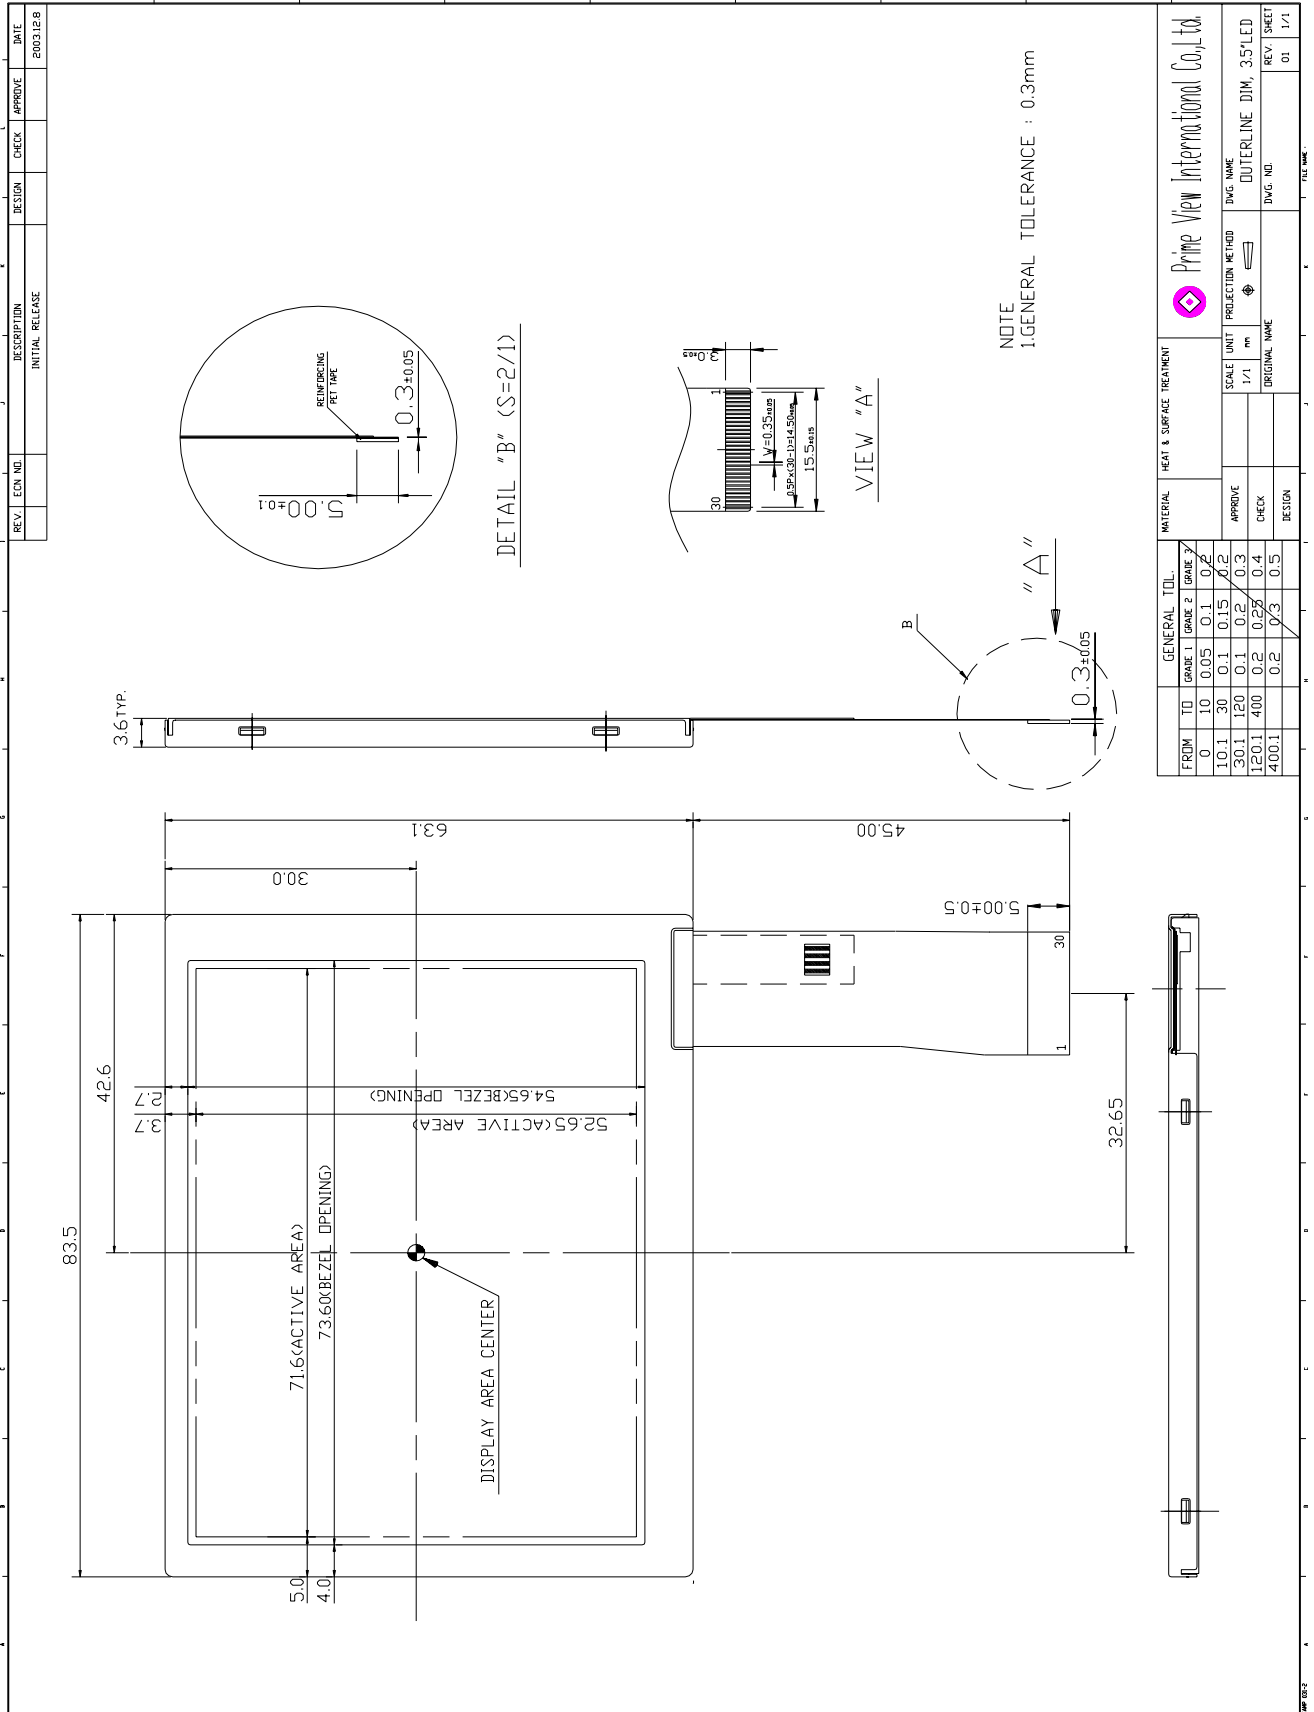 REV.
ECN NO.
DESCRIPTION
DESIGN
CHECK
APPROVE
DATE
INITIAL RELEASE
2003.12.8
REINFORCING
PET TAPE
0.3±0.05
5.00±0.1
DETAIL "B" (S=2/1)
3.0±0.5
30
1
W=0.35±0.05
15.5±0.15
VIEW "A"
NOTE
1.GENERAL TOLERANCE : 0.3mm
3.6TYP.
B
"A"
0.3±0.05
63.1
45.00
30.0
5.00±0.5
83.5
42.6
2.7
3.7
54.65(BEZEL OPENING)
52.65(ACTIVE AREA)
71.6(ACTIVE AREA)
73.60(BEZEL OPENING)
DISPLAY AREA CENTER
5.0
4.0
30
1
32.65
GENERAL TOL.
FROM TO GRADE 1 GRADE 2 GRADE 3
0 10 0.05 0.1 0.2
10.1 30 0.1 0.15 0.2
30.1 120 0.1 0.2 0.3
120.1 400 0.2 0.25 0.4
400.1 0.2 0.3 0.5
MATERIAL
HEAT & SURFACE TREATMENT
Prime View International Co.,Ltd.
APPROVE
CHECK
DESIGN
SCALE
1/1
UNIT
mm
PROJECTION METHOD
DWG. NAME
OUTERLINE DIM, 3.5"LED
ORIGINAL NAME
DWG. NO.
REV.
01
SHEET
1/1
FILE NAME :